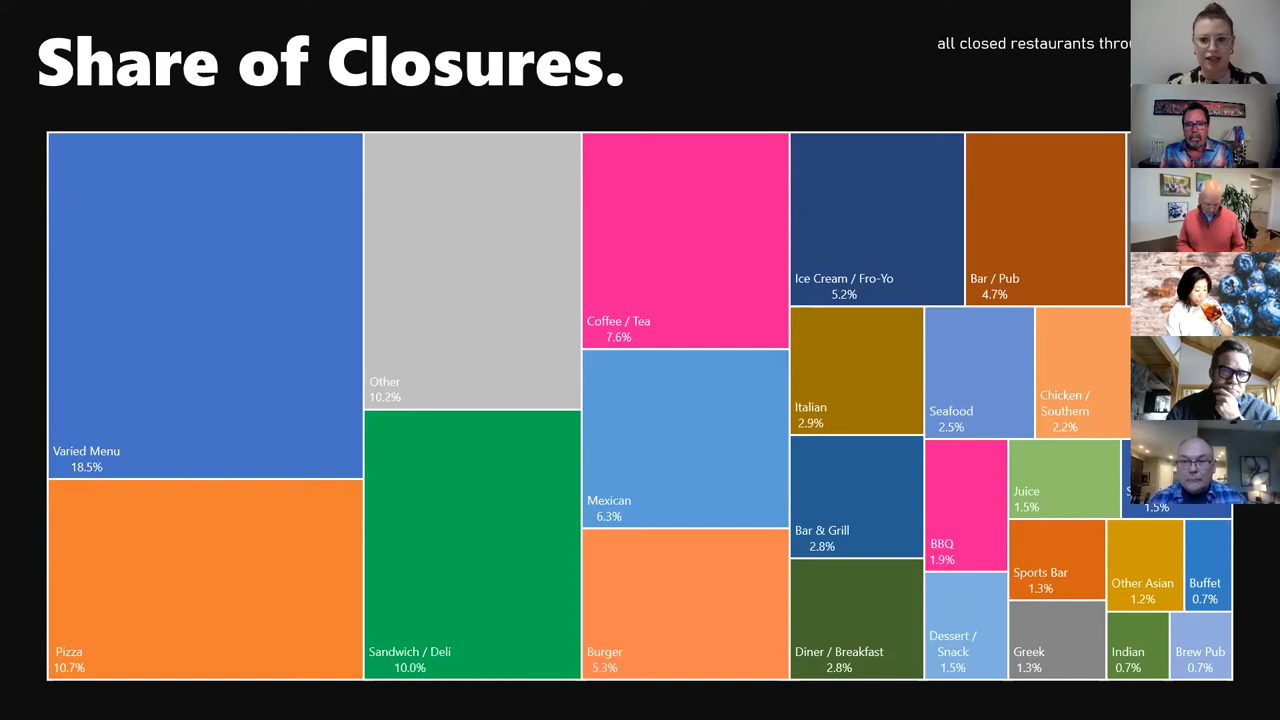 Share of Closures.
all closed restaurants
Varied Menu
18.5%
Pizza
10.7%
Other
10.2%
Sandwich / Deli
10.0%
Coffee / Tea
7.6%
Mexican
6.3%
Burger
5.3%
Ice Cream / Fro-Yo
5.2%
Bar / Pub
4.7%
Italian
2.9%
Bar & Grill
2.8%
Diner / Breakfast
2.8%
Seafood
2.5%
Chicken /
Southern
2.2%
BBQ
1.9%
Dessert /
Snack
1.5%
Juice
1.5%
1.5%
Sports Bar
1.3%
Greek
1.3%
Other Asian
1.2%
Buffet
0.7%
Indian
0.7%
Brew Pub
0.7%